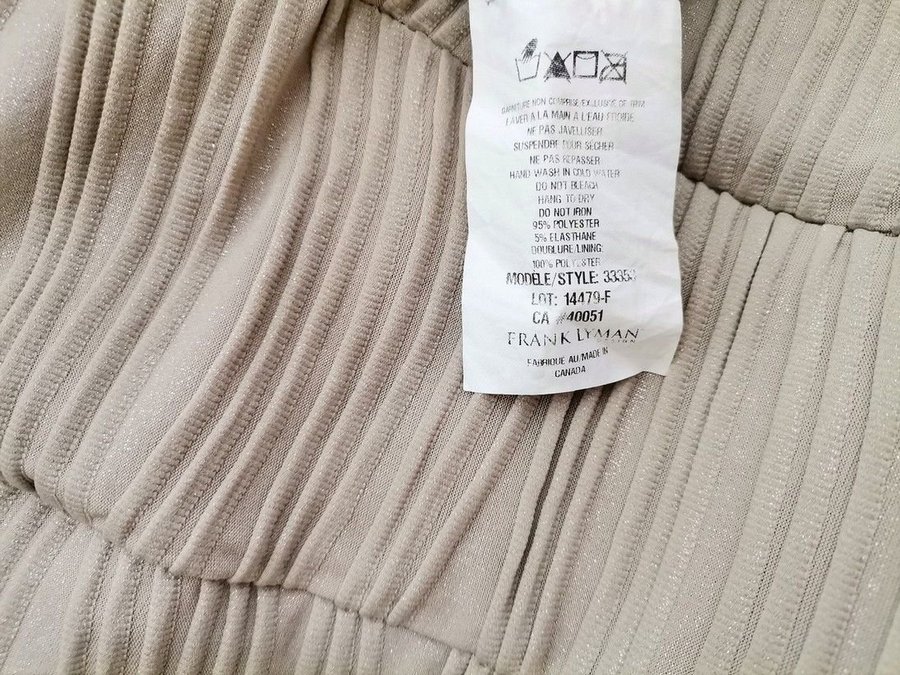 GARNITURE NON COMPRISE/EXCLUSIVE OF TRIM
LAVER A LA MAIN A L'EAU FROIDE
NE PAS JAVELLISER
SUSPENDRE POUR SECHER
NE PAS REPASSER
HAND WASH IN COLD WATER
DO NOT BLEACH
HANG TO DRY
DO NOT IRON
95% POLYESTER
5% ELASTHANE
DOUBLURE/LINING:
100% POLYESTER
MODÈLE/STYLE:
LOT: 14479-F
CA #40051
FRANK LYMAN
FABRIQUE AU/MADE IN
CANADA